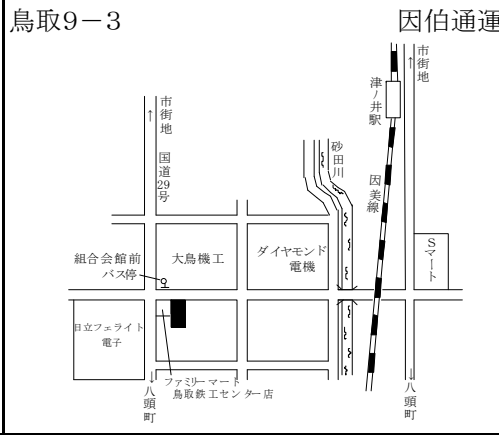 鳥取9－3
因伯通運
↑市街地
国道29号
↑市街地
津ノ井駅
砂田川
因美線
Sマート
組合会館前
バス停
大鳥機工
ダイヤモンド
電機
日立フェライト
電子
ファミリーマート
鳥取鉄工センター店
↓八頭町
↓八頭町